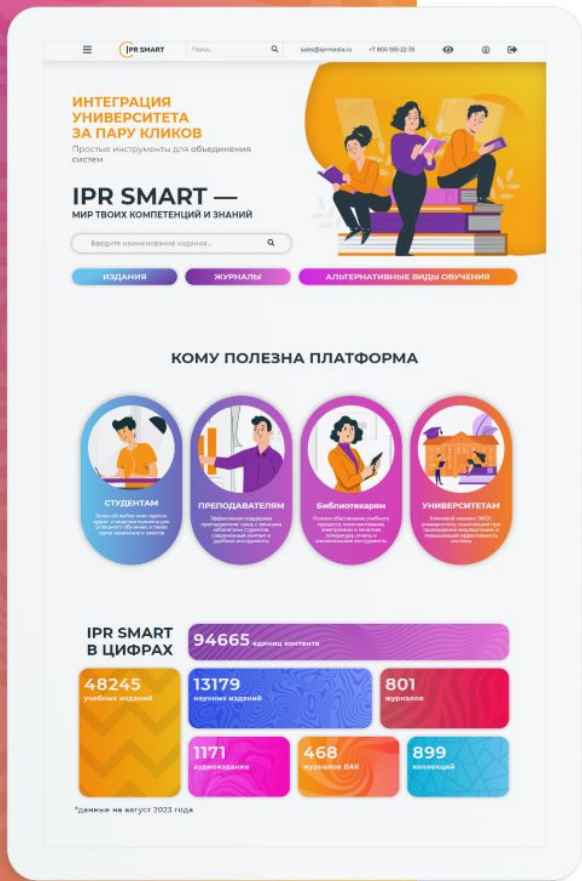 IPR SMART
Поиск...
sales@iprmedia.ru
+7 800 555-22-35
ИНТЕГРАЦИЯ
УНИВЕРСИТЕТА
ЗА ПАРУ КЛИКОВ
Простые инструменты для объединения
систем
IPR SMART —
МИР ТВОИХ КОМПЕТЕНЦИЙ И ЗНАНИЙ
Введите наименование издания...
ИЗДАНИЯ
ЖУРНАЛЫ
АЛЬТЕРНАТИВНЫЕ ВИДЫ ОБУЧЕНИЯ
КОМУ ПОЛЕЗНА ПЛАТФОРМА
СТУДЕНТАМ
ПРЕПОДАВАТЕЛЯМ
Библиотекарям
УНИВЕРСИТЕТАМ
IPR SMART
В ЦИФРАХ
94665 единиц контента
48245
учебных изданий
13179
научных изданий
801
журналов
1171
аудиоиздание
468
журналов ВАК
899
коллекций
*данные на август 2023 года